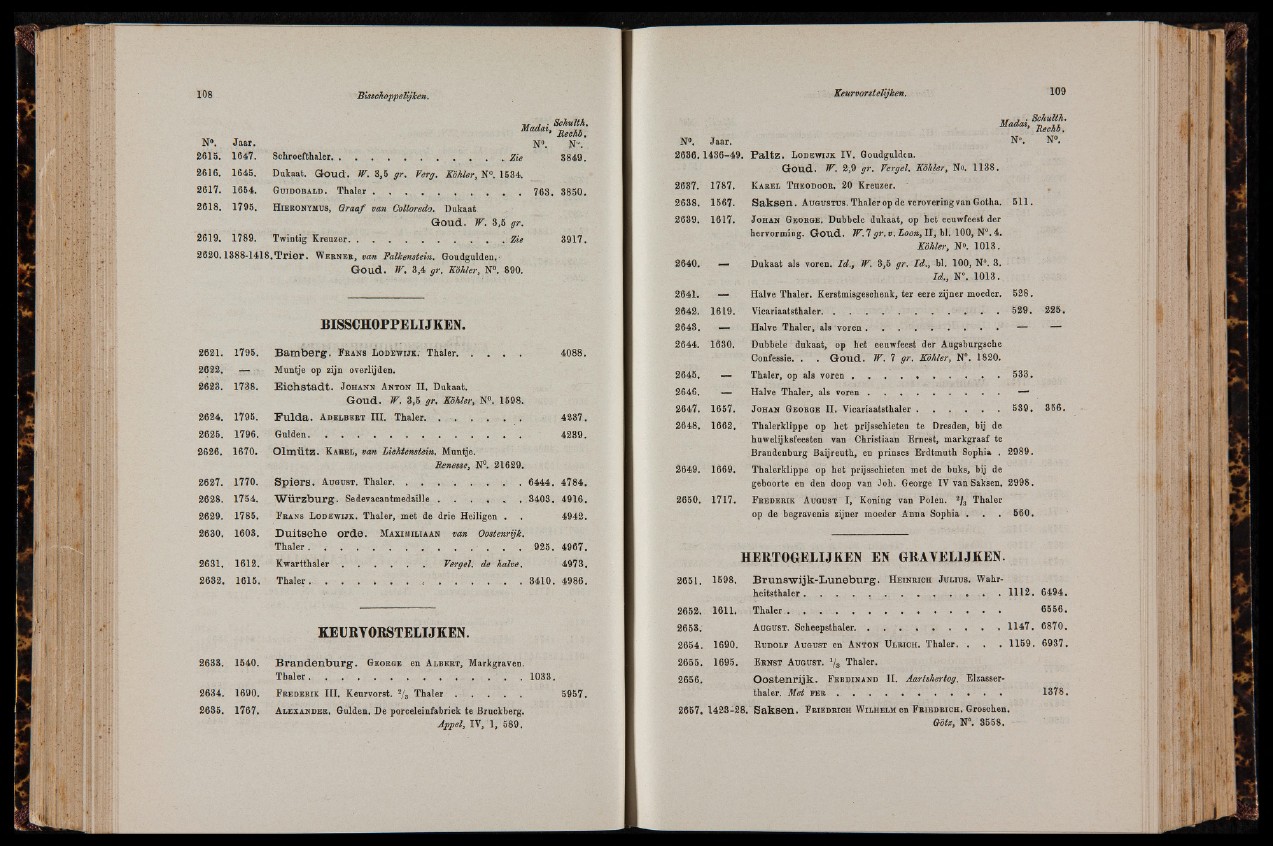 108 Bisschoppelijken.
Madai, Schulth. Rechb.
N°. Jaar. N°. N°.
2615. 1647. Schroefthaler. . . . . . . . . . . . Zie 3849.
2616. 1645. Dukaat. Goud. W. 3,5 gr. Verg. Köhler, N°. 1534.
2617. 1654. GUIDOBALD. Thaler . . . . . . . . . . 763. 3850.
2618. 1795. HIERONYMUS, Graaf van Colloredo. Dukaat
Goud. W. 3,5 gr.
2619. 1789. Twintig Kreuzer. . . . . . . . . . . Zie 3917.
2620. 1388-1418. Trier. WERNER, van Falkenstein. Goudgulden.
Goud. W. 3,4 gr. Köhler, N°. 890.
BISSCHOPPELIJKEN.
2621. 1795. Bamberg. FRANS LODEWIJK. Thaler. . . . . 4088.
2622. — Muntje op zijn overlijden.
2623. 1738. Eichstadt. JOHANN ANTON II. Dukaat.
Goud. W. 3,5 gr. Köhler, N°. 1598.
2624. 1795. Fulda. ADELBERT III. Thaler. . . . . . . 4237.
2625. 1796. Gulden. . . . . . . . . . . . . . 4239.
2626. 1670. Olmütz. KAREL, van Lichtenstein. Muntje.
Renesse, N°. 21629.
2627. 1770. Spiers. AUGUST. Thaler. . . . . . . . . 6444. 4784.
2628. 1754. Würzburg. Sedevacantmedaille . . . . . . 3403. 4916.
2629. 1785. FRANS LODEWIJK. Thaler, met de drie Heiligen . . 4942.
2630. 1603. Duitsche orde. MAXIMILIAAN van Oostenrijk.
Thaler . . . . . . . . . . . . . . 925. 4967.
2631. 1612. Kwartthaler . . . . . . Vergel. de halve. 4973.
2632. 1615. Thaler . . . . . . . . . . . . . . 3410. 4986.
KEURVORSTELIJKEN.
2633. 1540. Brandenburg. GEORGE en ALBERT, Markgraven.
Thaler . . . . . . . . . . . . . . 1033.
2634. 1690. FREDERIK III. Keurvorst. 2/3 Thaler . . . . . 5957.
2635. 1767. ALEXANDER. Gulden. De porceleinfabriek te Bruckberg.
Appel, IV, 1, 589.
Keurvorstelijken. 109
Madai, Schulth. Rechb.
N°. Jaar. N°. N°.
2636. 1436-49. Paltz. LODEWIJK IV. Goudgulden.
Goud. W. 2,9 gr. Vergel. Köhler, No. 1138.
2637. 1787. KAREL THEODOOR. 20 Kreuzer.
2638. 1567. Saksen. AUGUSTUS. Thaler op de verovering van Gotha. 511.
2639. 1617. JOHAN GEORGE. Dubbele dukaat, op het eeuwfeest der
hervorming. Goud. W. 7 gr. v. Loon, II, bl. 100, N°. 4.
Köhler, N°. 1013.
2640. — Dukaat als voren. Id., W. 3,5 gr. Id., bl. 100, N°. 3.
Id., N°. 1013.
2641. — Halve Thaler. Kerstmisgeschenk, ter eere zijner moeder. 528.
2642. 1619. Vicariaatsthaler. . . . . . . . . . . . 529. 225.
2643. — Halve Thaler, als voren . . . . . . . . . — —
2644. 1630. Dubbele dukaat, op het eeuwfeest der Augsburgsche
Confessie. . . Goud. W. 7 gr. Köhler, N°. 1820.
2645. — Thaler, op als voren . . . . . . . . . . 533.
2646. — Halve Thaler, als voren . . . . . . . . . —
2647. 1657. JOHAN GEORGE II. Vicariaatsthaler . . . . . . 539. 356.
2648. 1662. Thalerklippe op het prijsschieten te Dresden, bij de
huwelijksfeesten van Christiaan Ernest, markgraaf te
Brandenburg Baijreuth, en prinses Erdtmuth Sophia . 2989.
2649. 1669. Thalerklippe op het prijsschieten met de buks, bij de
geboorte en den doop van Joh. George IV van Saksen. 2998.
2650. 1717. FREDERIK AUGUST I, Koning van Polen. 2/3 Thaler
op de begravenis zijner moeder Anna Sophia . . . 560.
HERTOGELIJKEN EN GRAVELIJKEN.
2651. 1598. Brunswijk-Luneburg. HEINRICH JULIUS. Wahr-
heitsthaler . . . . . . . . . . . . . 1112. 6494.
2652. 1611. Thaler . . . . . . . . . . . . . . 6556.
2653. AUGUST. Scheepsthaler. . . . . . . . . . 1147. 6870.
2654. 1690. RUDOLF AUGUST en ANTON ULRICH. Thaler. . . . 1159. 6937.
2655. 1695. ERNST AUGUST. 1/3 Thaler.
2656. Oostenrijk. FERDINAND II. Aartshertog. Elzasser-
thaler. Met FER . . . . . . . . . . . 1378.
2657. 1423-28. Saksen. FRIEDRICH WILHELM en FRIEDRICH. Groschen.
Götz, N°. 3558.